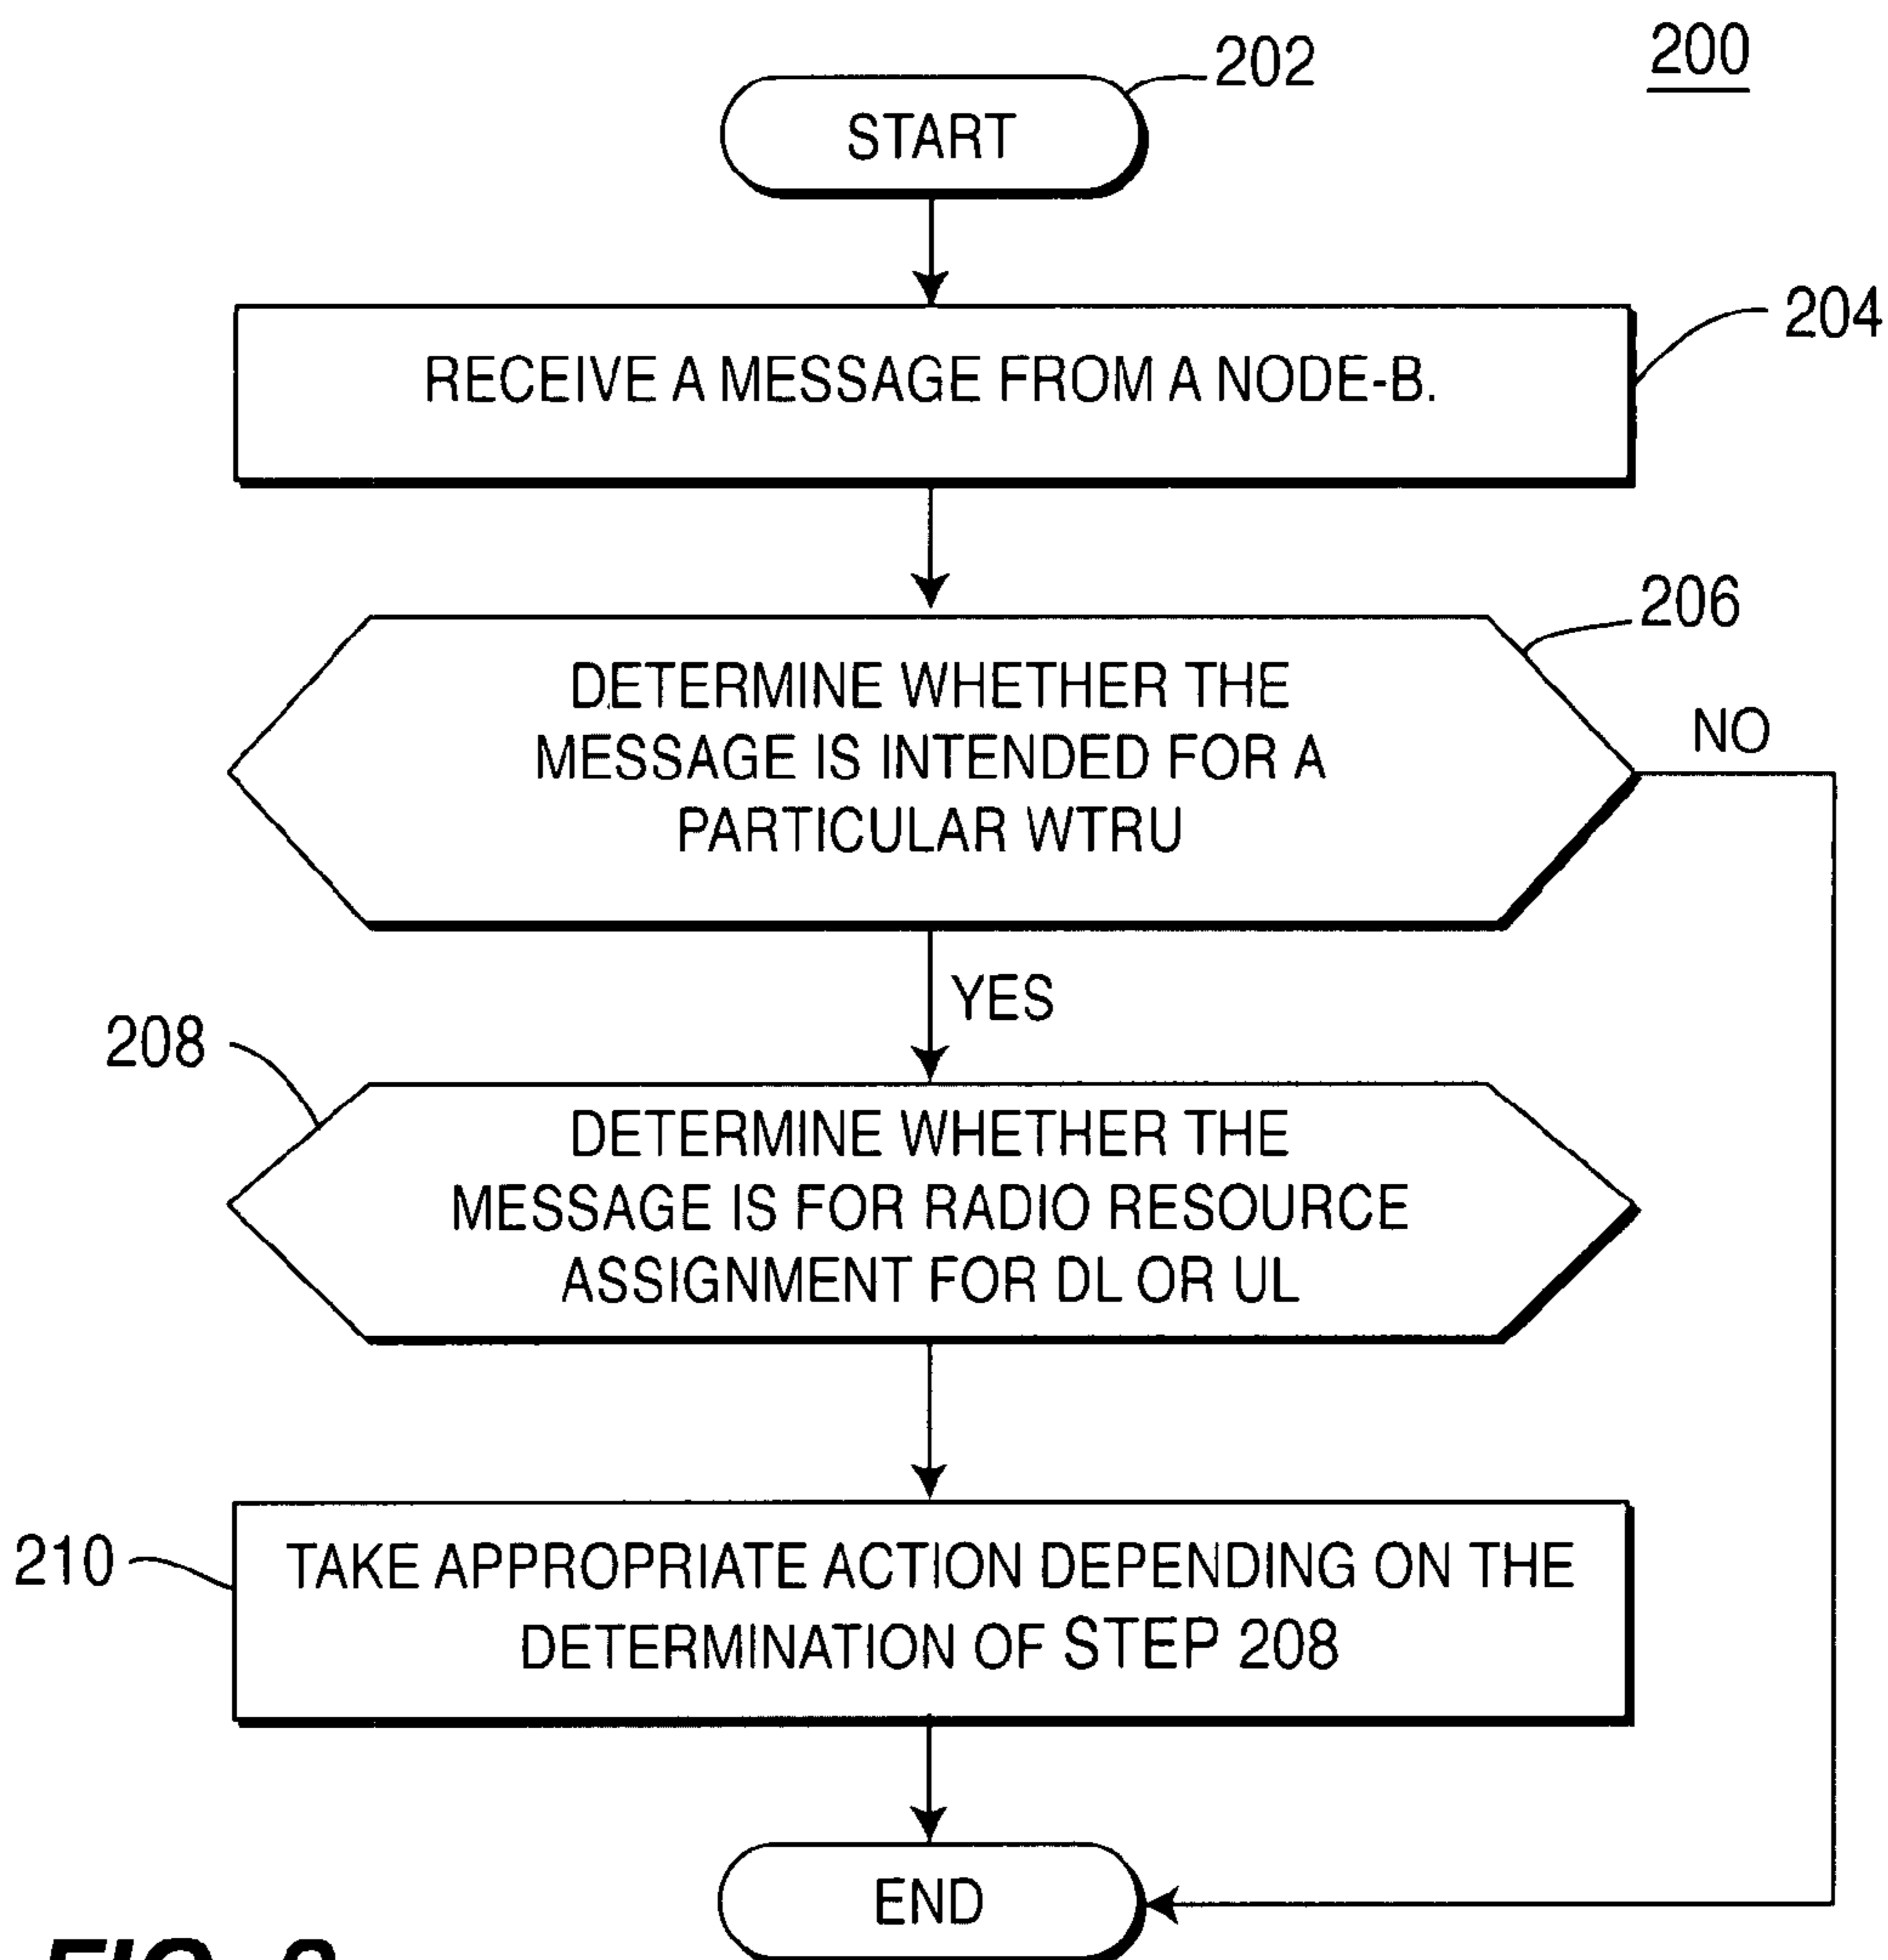 200
202
START
204
RECEIVE A MESSAGE FROM A NODE-B.
206
DETERMINE WHETHER THE
MESSAGE IS INTENDED FOR A
PARTICULAR WTRU
NO
YES
208
DETERMINE WHETHER THE
MESSAGE IS FOR RADIO RESOURCE
ASSIGNMENT FOR DL OR UL
210
TAKE APPROPRIATE ACTION DEPENDING ON THE
DETERMINATION OF STEP 208
END